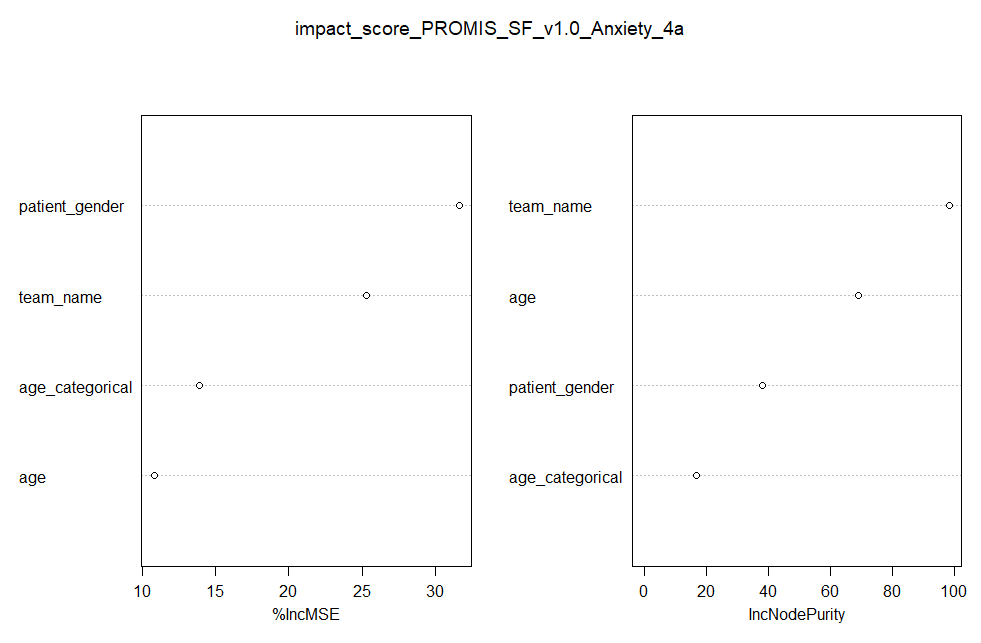 impact_score_PROMIS_SF_v1.0_Anxiety_4a
patient_gender
team_name
age_categorical
age
10 15 20 25 30
%IncMSE
team_name
age
patient_gender
age_categorical
0 20 40 60 80 100
IncNodePurity